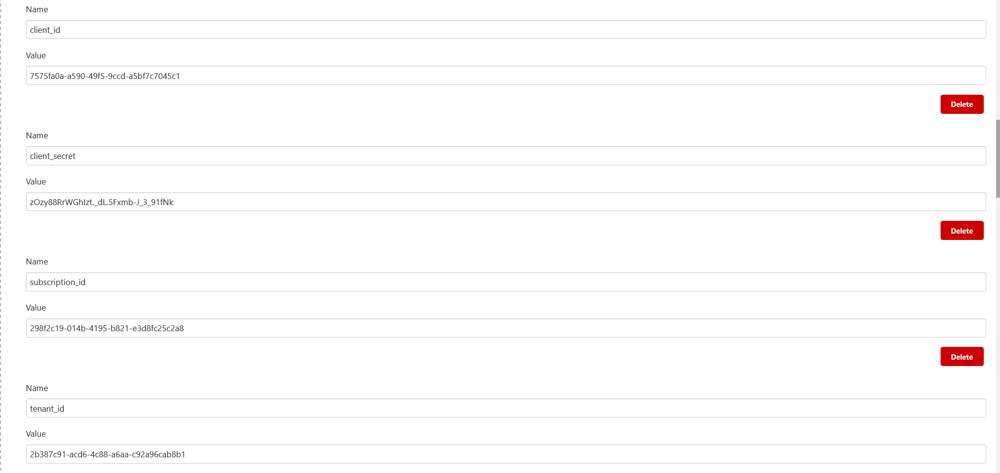 Name
client_id
Value
7575fa0a-a590-49f5-9ccd-a5bf7c7045c1
Delete
Name
client_secret
Value
zOzy88RrWGhIzt._dL.5Fxmb-J_3_91fNk
Delete
Name
subscription_id
Value
298f2c19-014b-4195-b821-e3d8fc25c2a8
Delete
Name
tenant_id
Value
2b387c91-acd6-4c88-a6aa-c92a96cab8b1